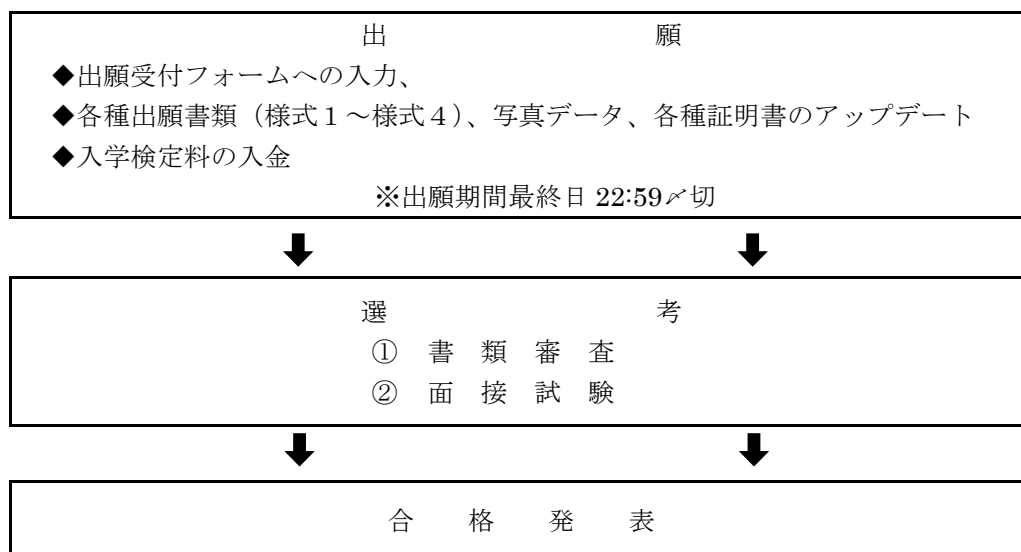 出 願
◆出願受付フォームへの入力、
◆各種出願書類（様式１～様式４）、写真データ、各種証明書のアップデート
◆入学検定料の入金
※出願期間最終日 22:59〆切
選 考
① 書 類 審 査
② 面 接 試 験
合 格 発 表